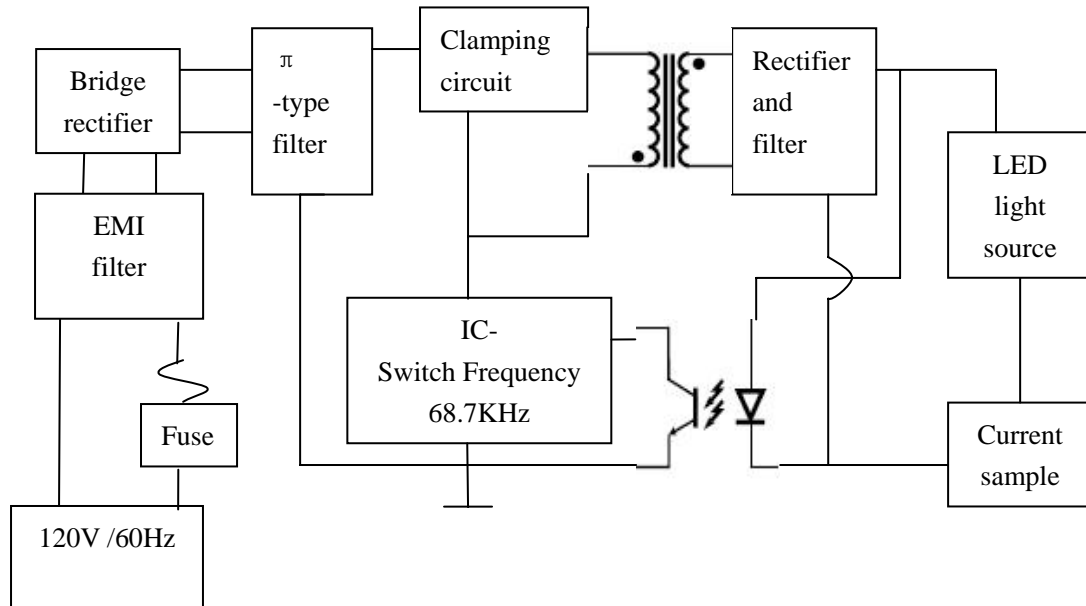 Bridge
rectifier
π
-type
filter
Clamping
circuit
Rectifier
and
filter
EMI
filter
LED
light
source
IC-
Switch Frequency
68.7KHz
Fuse
Current
sample
120V /60Hz